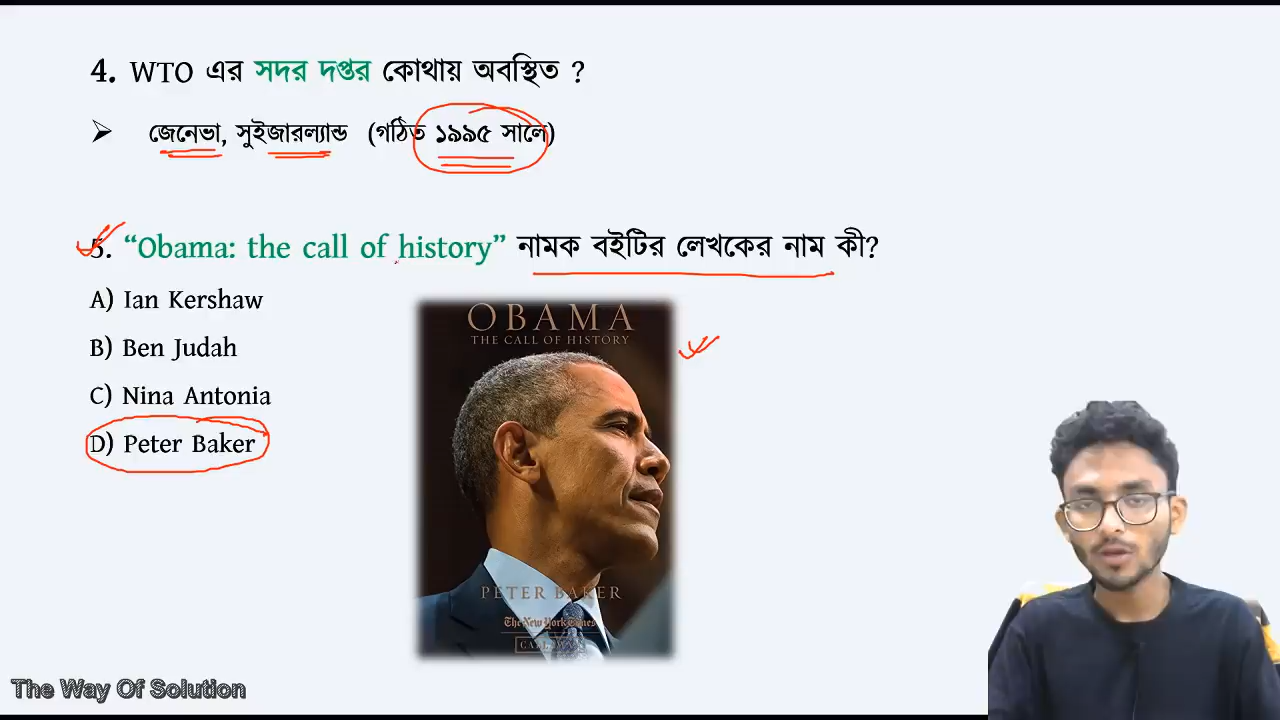 4. WTO এর সদর দপ্তর কোথায় অবস্থিত ?
➢ জেনেভা, সুইজারল্যান্ড (গঠিত ১৯৯৫ সালে)
5. “Obama: the call of history” নামক বইটির লেখকের নাম কী?
A) Ian Kershaw
B) Ben Judah
C) Nina Antonia
D) Peter Baker
OBAMA
THE CALL OF HISTORY
PETER BAKER
The New York Times
The Way Of Solution